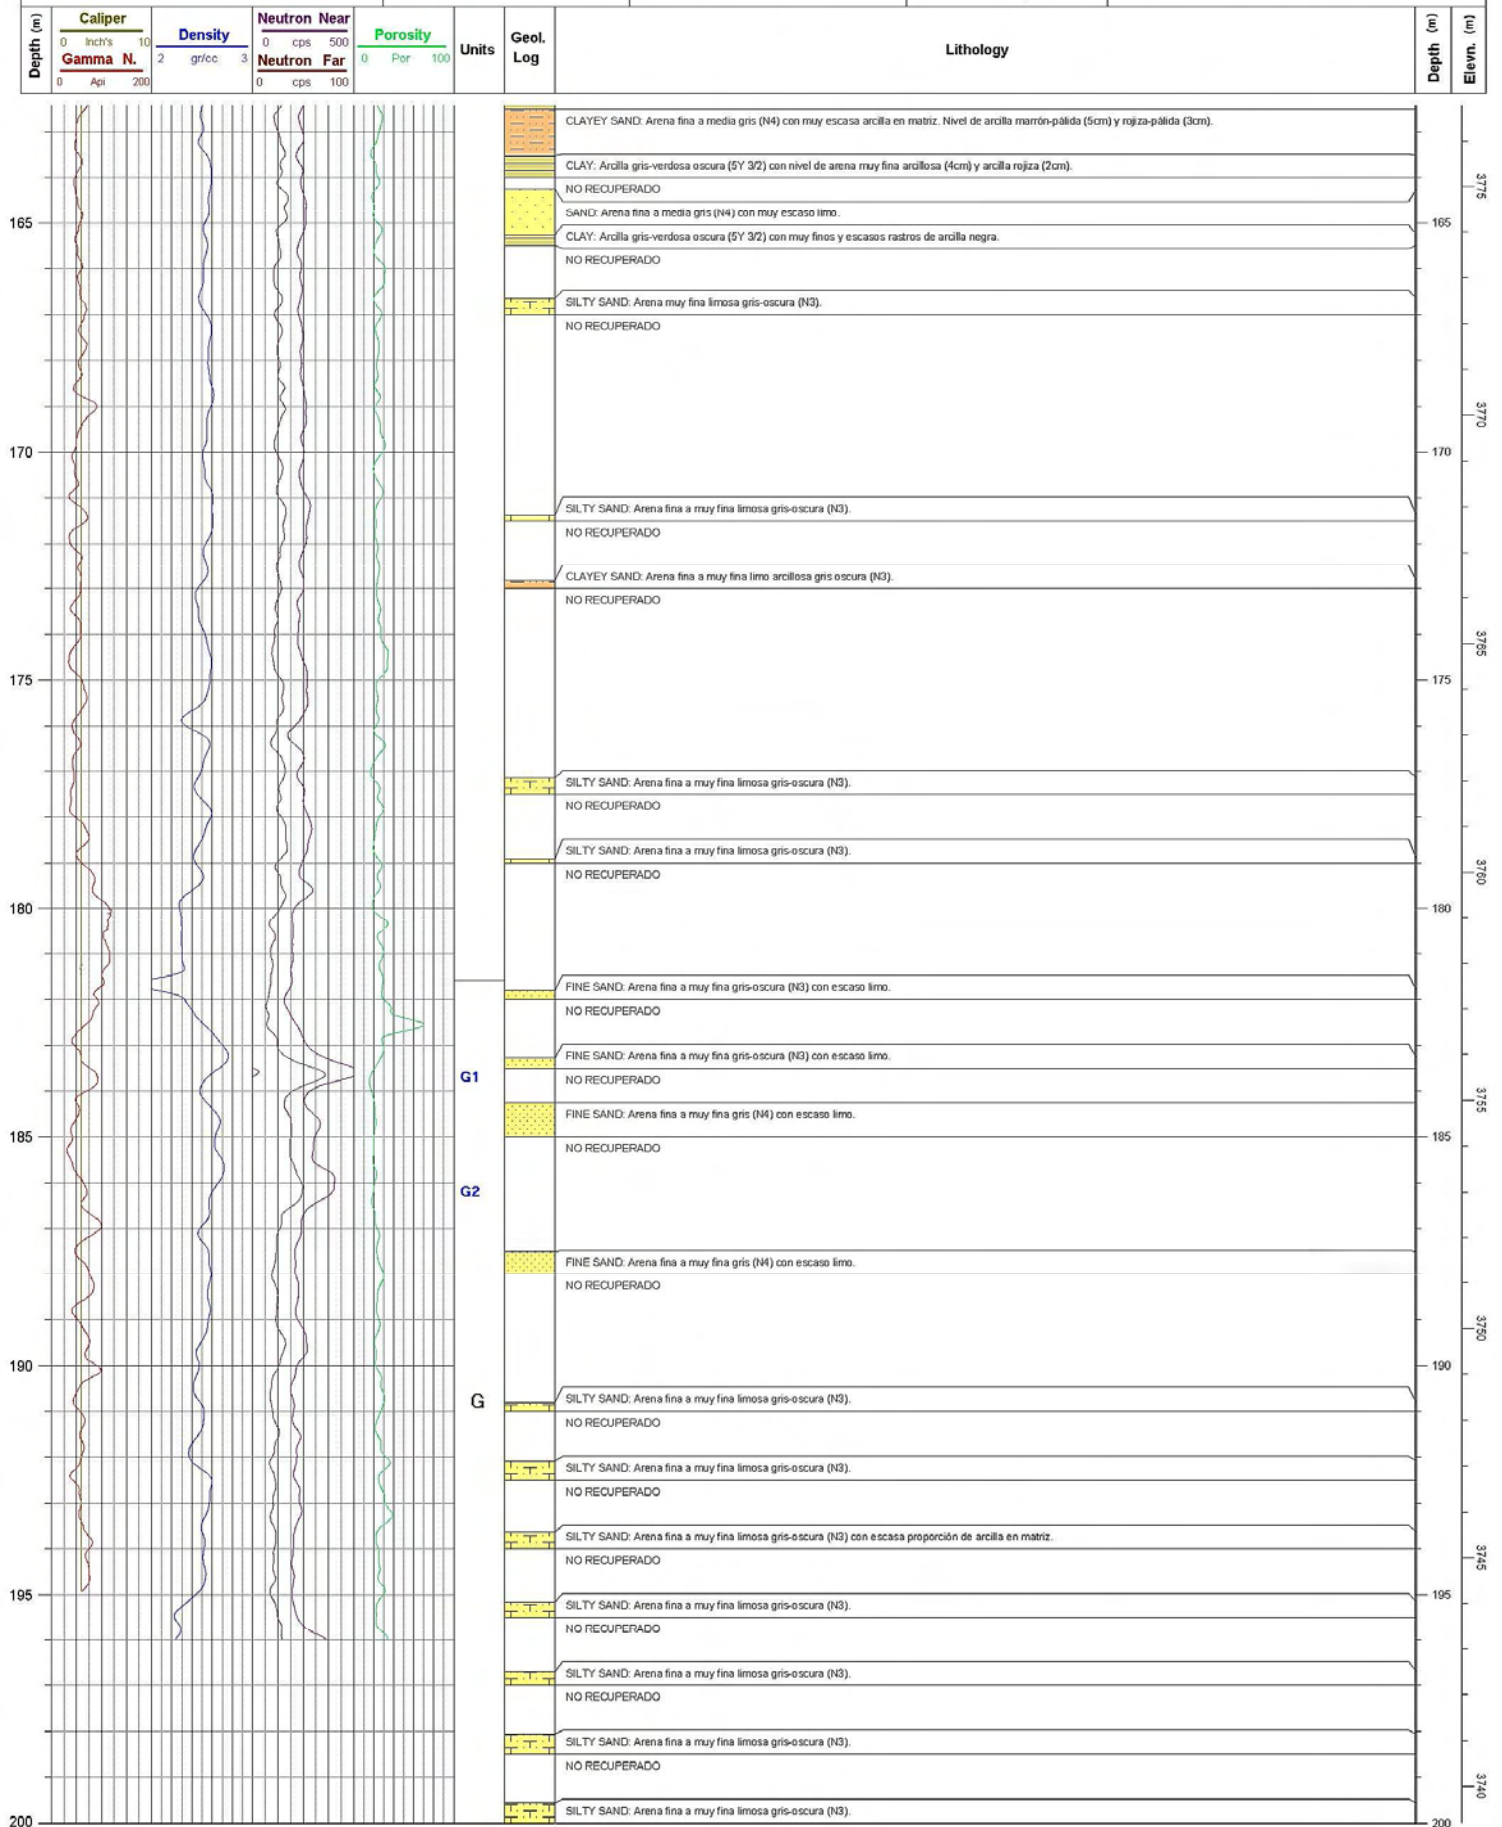 Depth (m)
Caliper
0 Inch's 10
Gamma N.
0 Api 200
Density
2 gr/cc 3
Neutron Near
0 cps 500
Neutron Far
0 cps 100
Porosity
0 Por 100
Units
Geol.
Log
Lithology
Depth (m)
Elevn. (m)
CLAYEY SAND: Arena fina a media gris (N4) con muy escasa arcilla en matriz. Nivel de arcilla marrón-pálida (5cm) y rojiza-pálida (3cm).
CLAY: Arcilla gris-verdosa oscura (5Y 3/2) con nivel de arena muy fina arcillosa (4cm) y arcilla rojiza (2cm).
3775
NO RECUPERADO
SAND: Arena fina a media gris (N4) con muy escaso limo.
165
165
CLAY: Arcilla gris-verdosa oscura (5Y 3/2) con muy finos y escasos rastros de arcilla negra.
NO RECUPERADO
SILTY SAND: Arena muy fina limosa gris-oscura (N3).
NO RECUPERADO
3770
170
170
SILTY SAND: Arena fina a muy fina limosa gris-oscura (N3).
NO RECUPERADO
CLAYEY SAND: Arena fina a muy fina limo arcillosa gris oscura (N3).
NO RECUPERADO
3765
175
175
SILTY SAND: Arena fina a muy fina limosa gris-oscura (N3).
NO RECUPERADO
SILTY SAND: Arena fina a muy fina limosa gris-oscura (N3).
NO RECUPERADO
3760
180
180
FINE SAND: Arena fina a muy fina gris-oscura (N3) con escaso limo.
NO RECUPERADO
FINE SAND: Arena fina a muy fina gris-oscura (N3) con escaso limo.
G1
NO RECUPERADO
3755
FINE SAND: Arena fina a muy fina gris (N4) con escaso limo.
185
185
NO RECUPERADO
G2
FINE SAND: Arena fina a muy fina gris (N4) con escaso limo.
NO RECUPERADO
3750
190
190
SILTY SAND: Arena fina a muy fina limosa gris-oscura (N3).
G
NO RECUPERADO
SILTY SAND: Arena fina a muy fina limosa gris-oscura (N3).
NO RECUPERADO
SILTY SAND: Arena fina a muy fina limosa gris-oscura (N3) con escasa proporción de arcilla en matriz.
NO RECUPERADO
3745
195
195
SILTY SAND: Arena fina a muy fina limosa gris-oscura (N3).
NO RECUPERADO
SILTY SAND: Arena fina a muy fina limosa gris-oscura (N3).
NO RECUPERADO
SILTY SAND: Arena fina a muy fina limosa gris-oscura (N3).
NO RECUPERADO
3740
SILTY SAND: Arena fina a muy fina limosa gris-oscura (N3).
200
200